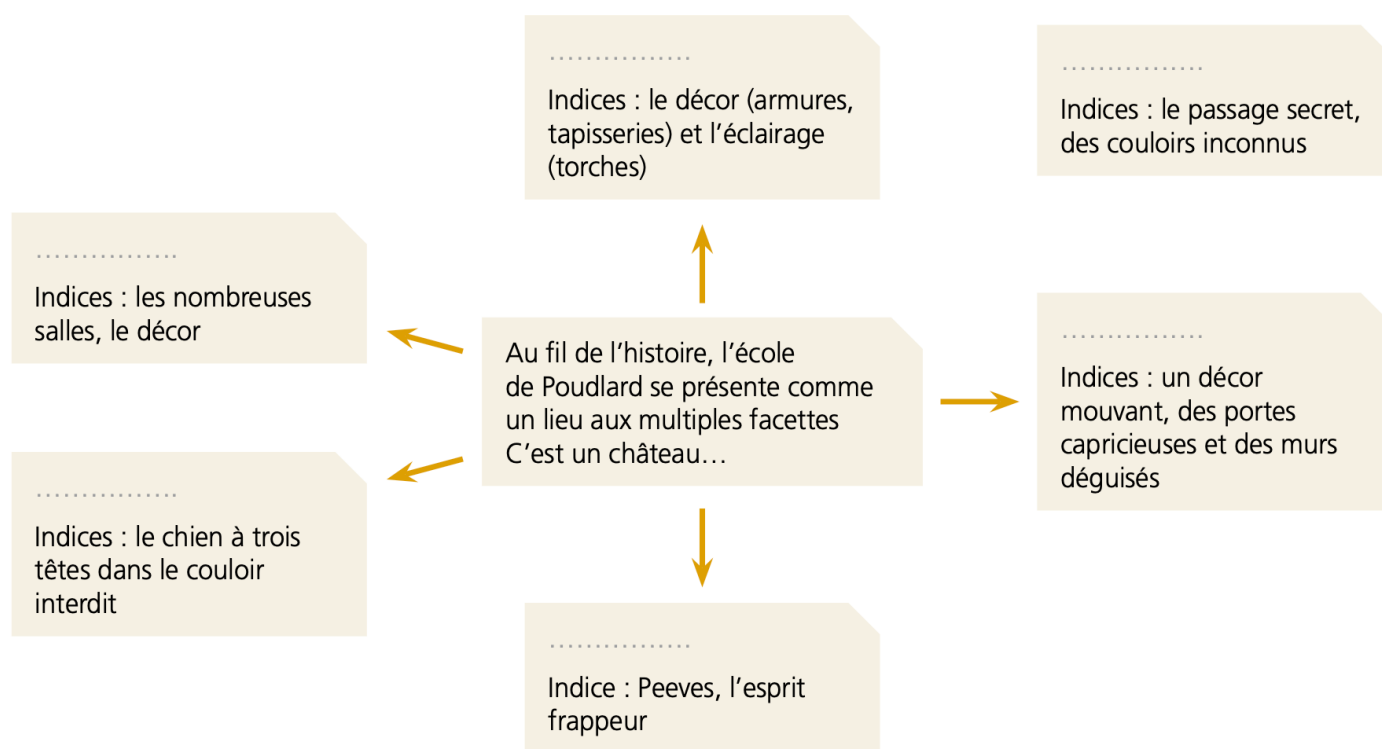 ................
Indices : le décor (armures,
tapisseries) et l'éclairage
(torches)
................
Indices : le passage secret,
des couloirs inconnus
................
Indices : les nombreuses
salles, le décor
Au fil de l'histoire, l'école
de Poudlard se présente comme
un lieu aux multiples facettes
C'est un château…
................
Indices : un décor
mouvant, des portes
capricieuses et des murs
déguisés
................
Indices : le chien à trois
têtes dans le couloir
interdit
................
Indice : Peeves, l'esprit
frappeur